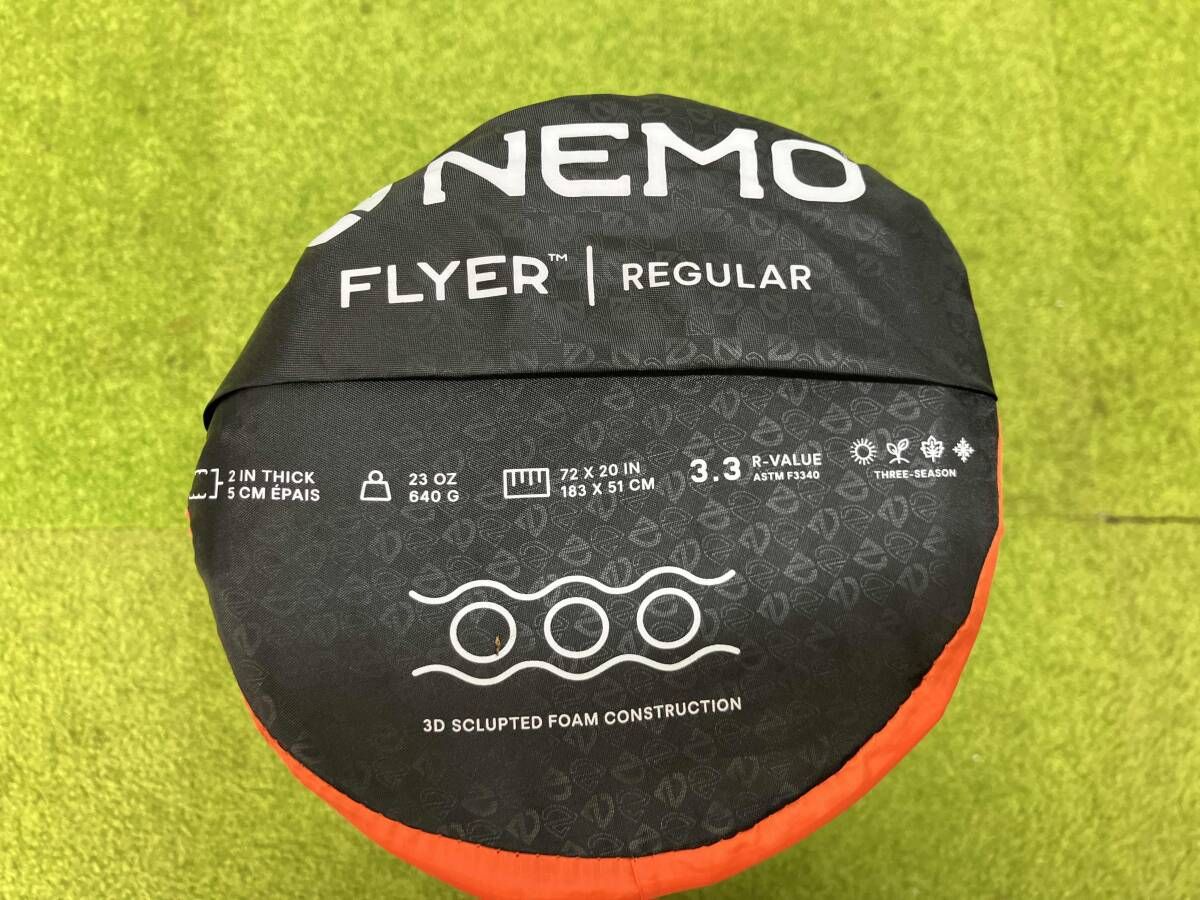 NEMO
FLYER™ | REGULAR
2 IN THICK
5 CM ÉPAIS
23 OZ
640 G
72 X 20 IN
183 X 51 CM
3.3 R-VALUE
ASTM F3340
THREE-SEASON
3D SCLUPTED FOAM CONSTRUCTION